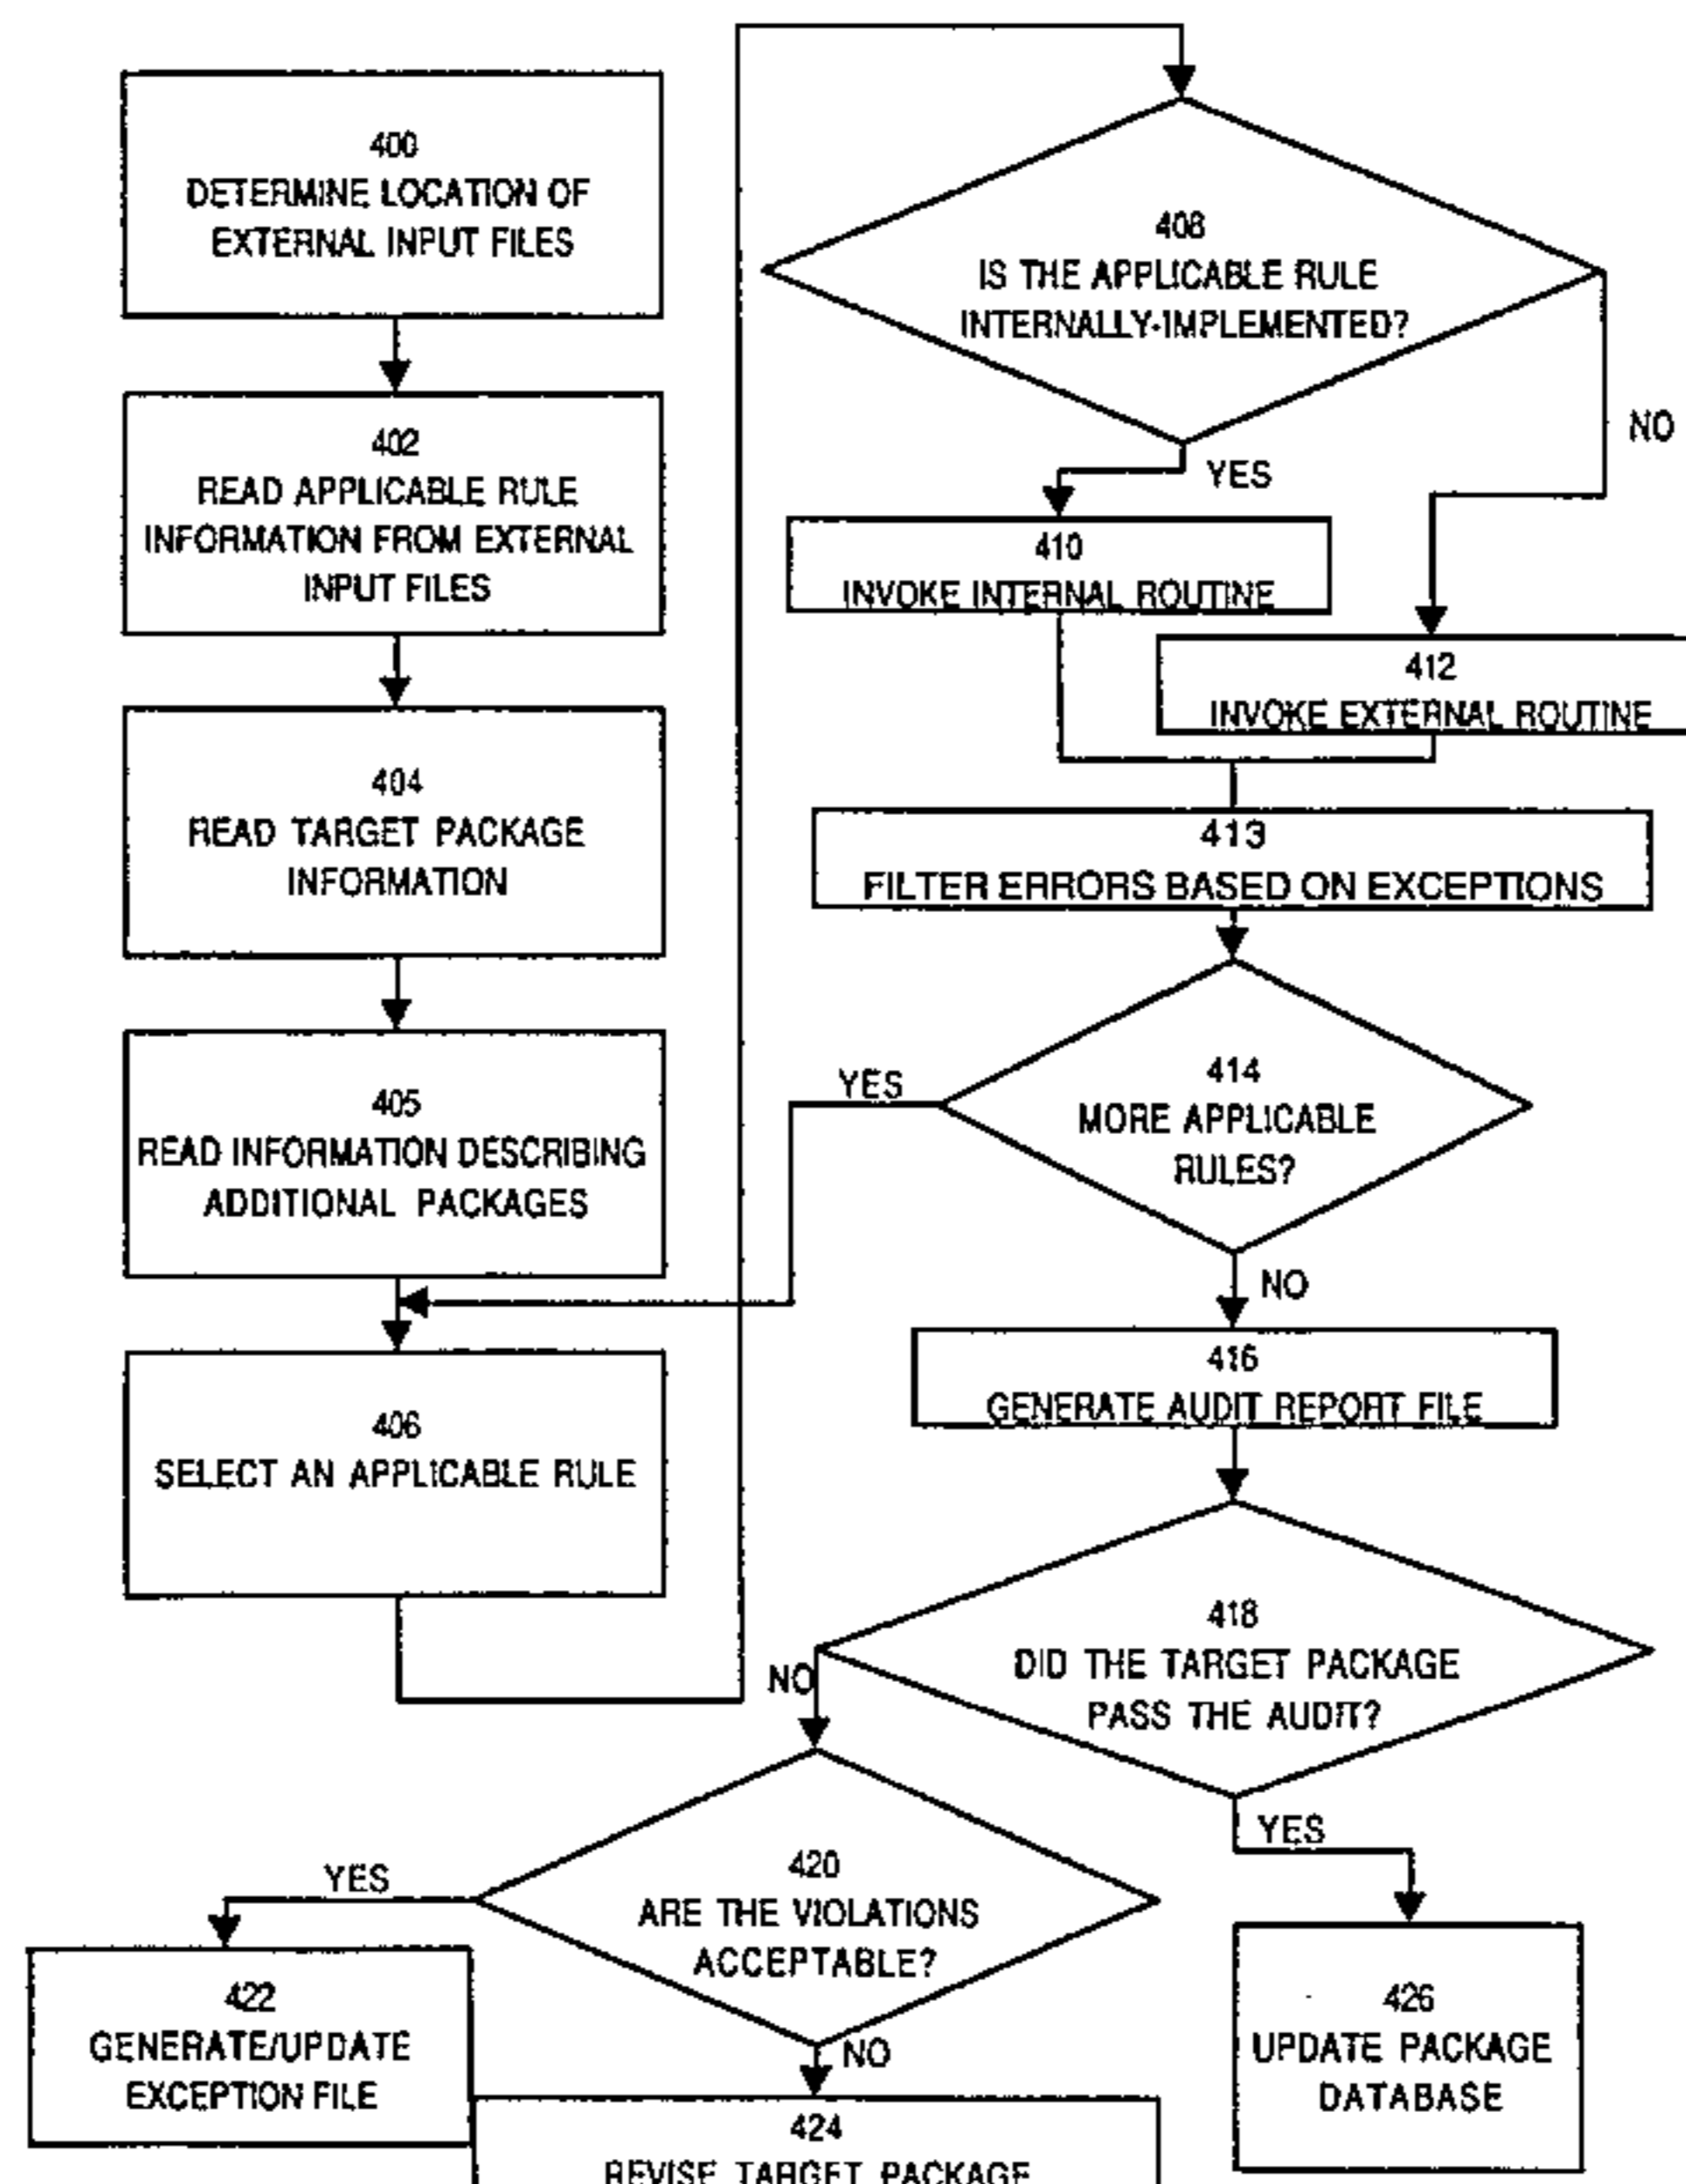 400
DETERMINE LOCATION OF
EXTERNAL INPUT FILES
402
READ APPLICABLE RULE
INFORMATION FROM EXTERNAL
INPUT FILES
404
READ TARGET PACKAGE
INFORMATION
405
READ INFORMATION DESCRIBING
ADDITIONAL PACKAGES
406
SELECT AN APPLICABLE RULE
408
IS THE APPLICABLE RULE
INTERNALLY-IMPLEMENTED?
NO
YES
410
INVOKE INTERNAL ROUTINE
412
INVOKE EXTERNAL ROUTINE
413
FILTER ERRORS BASED ON EXCEPTIONS
YES
414
MORE APPLICABLE
RULES?
NO
416
GENERATE AUDIT REPORT FILE
418
DID THE TARGET PACKAGE
PASS THE AUDIT?
NO
YES
420
ARE THE VIOLATIONS
ACCEPTABLE?
YES
NO
422
GENERATE/UPDATE
EXCEPTION FILE
424
REVISE TARGET PACKAGE
426
UPDATE PACKAGE
DATABASE